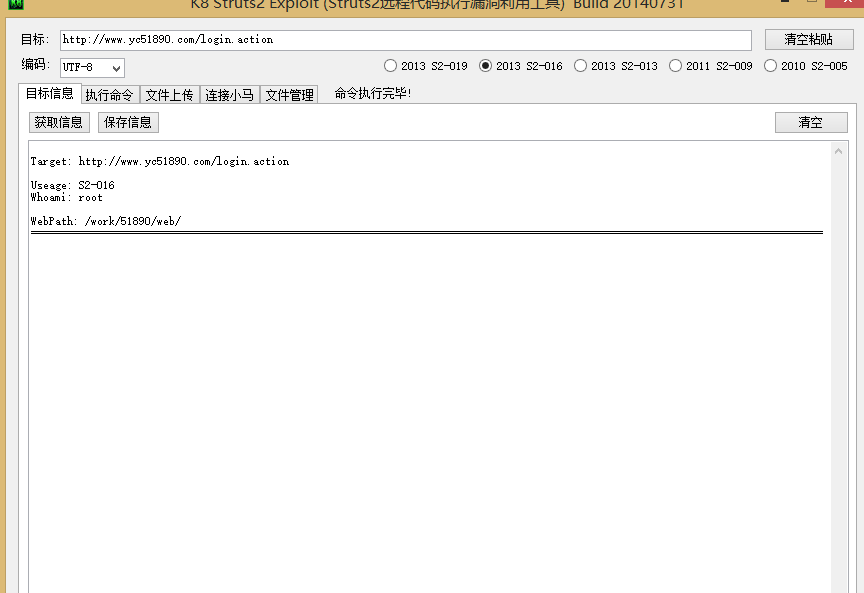 K8 Struts2 Exploit (Struts2远程代码执行漏洞利用工具) Build 20140731
目标: http://www.yc51890.com/login.action 清空粘贴
编码: UTF-8 2013 S2-019 2013 S2-016 2013 S2-013 2011 S2-009 2010 S2-005
目标信息 执行命令 文件上传 连接小马 文件管理 命令执行完毕!
获取信息 保存信息 清空
Target: http://www.yc51890.com/login.action
Useage: S2-016
Whoami: root
WebPath: /work/51890/web/